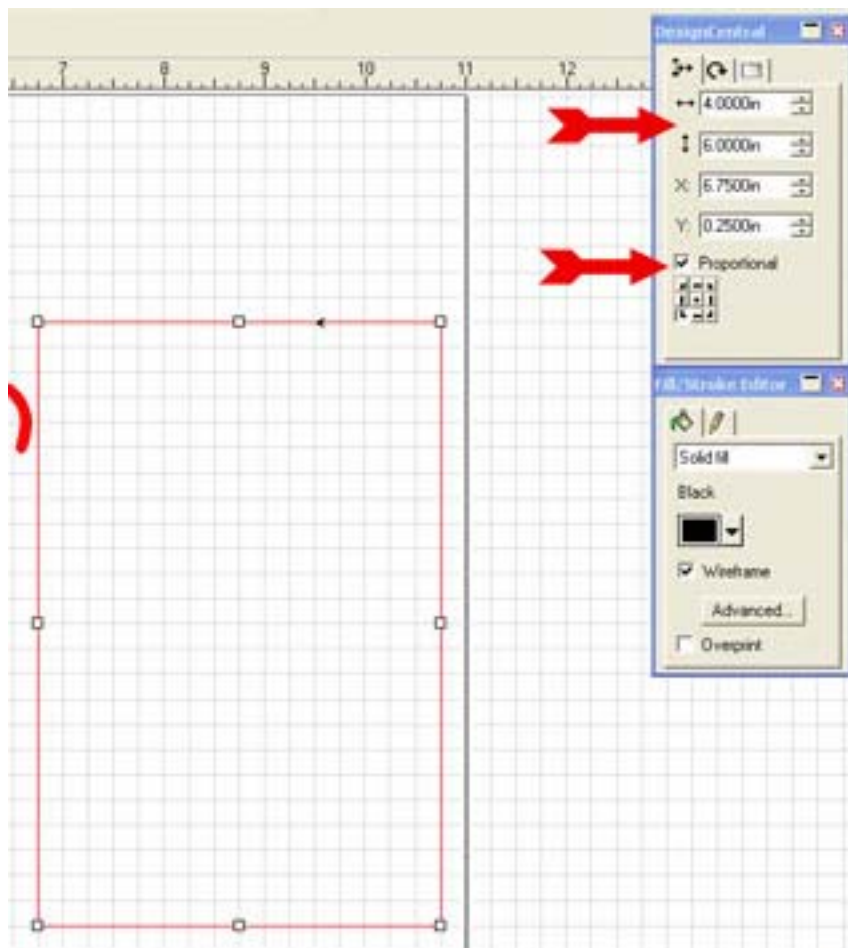 DesignCentral
7 8 9 10 11 12
4.0000in
6.0000in
X: 6.7500in
Y: 0.2500in
Proportional
Fill/Stroke Editor
Solid fill
Black
Wireframe
Advanced...
Overprint